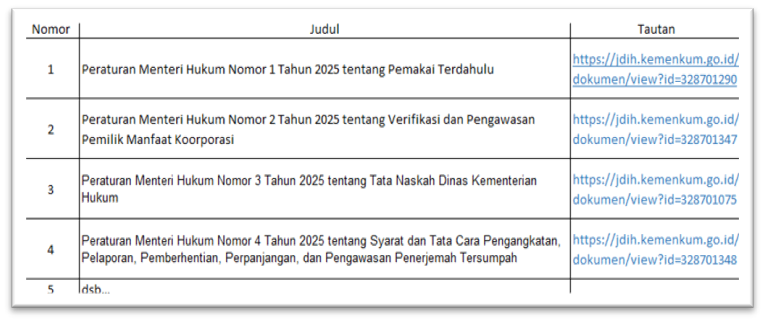 Nomor Judul Tautan
1 Peraturan Menteri Hukum Nomor 1 Tahun 2025 tentang Pemakai Terdahulu https://jdih.kemenkum.go.id/
dokumen/view?id=328701290
2 Peraturan Menteri Hukum Nomor 2 Tahun 2025 tentang Verifikasi dan Pengawasan https://jdih.kemenkum.go.id/
Pemilik Manfaat Koorporasi dokumen/view?id=328701347
3 Peraturan Menteri Hukum Nomor 3 Tahun 2025 tentang Tata Naskah Dinas Kementerian https://jdih.kemenkum.go.id/
Hukum dokumen/view?id=328701075
4 Peraturan Menteri Hukum Nomor 4 Tahun 2025 tentang Syarat dan Tata Cara Pengangkatan, https://jdih.kemenkum.go.id/
Pelaporan, Pemberhentian, Perpanjangan, dan Pengawasan Penerjemah Tersumpah dokumen/view?id=328701348
5 dsb...